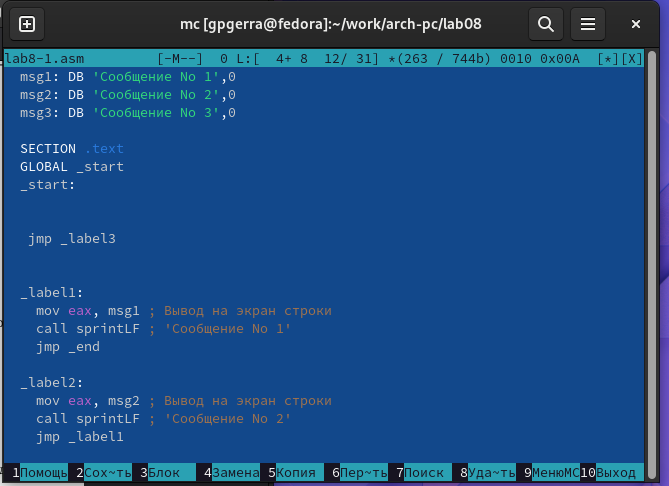 mc [gpgerra@fedora]:~/work/arch-pc/lab08
lab8-1.asm [-M--] 0 L:[ 4+ 8 12/ 31] *(263 / 744b) 0010 0x00A [*][X]
msg1: DB 'Сообщение No 1',0
msg2: DB 'Сообщение No 2',0
msg3: DB 'Сообщение No 3',0
SECTION .text
GLOBAL _start
_start:
jmp _label3
_label1:
mov eax, msg1 ; Вывод на экран строки
call sprintLF ; 'Сообщение No 1'
jmp _end
_label2:
mov eax, msg2 ; Вывод на экран строки
call sprintLF ; 'Сообщение No 2'
jmp _label1
1Помощь 2Сох~ть 3Блок 4Замена 5Копия 6Пер~ть 7Поиск 8Уда~ть 9МенюMC 10Выход